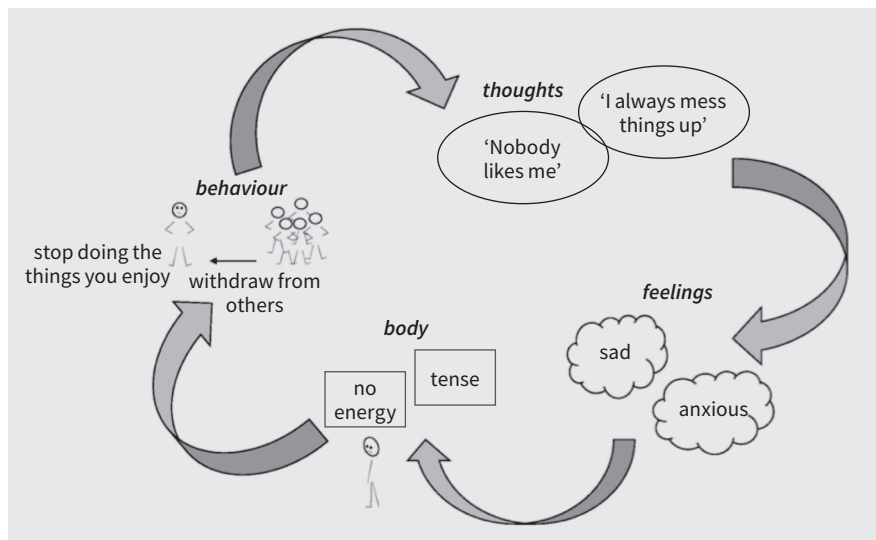 thoughts
‘I always mess
things up’
‘Nobody
likes me’
feelings
sad
anxious
body
tense
no
energy
behaviour
stop doing the
things you enjoy
withdraw from
others